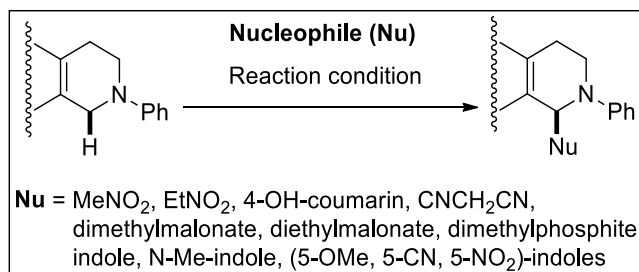 Nucleophile (Nu)
Reaction condition
N
Ph
H
N
Ph
Nu
Nu = MeNO₂, EtNO₂, 4-OH-coumarin, CNCH₂CN,
dimethylmalonate, diethylmalonate, dimethylphosphite
indole, N-Me-indole, (5-OMe, 5-CN, 5-NO₂)-indoles